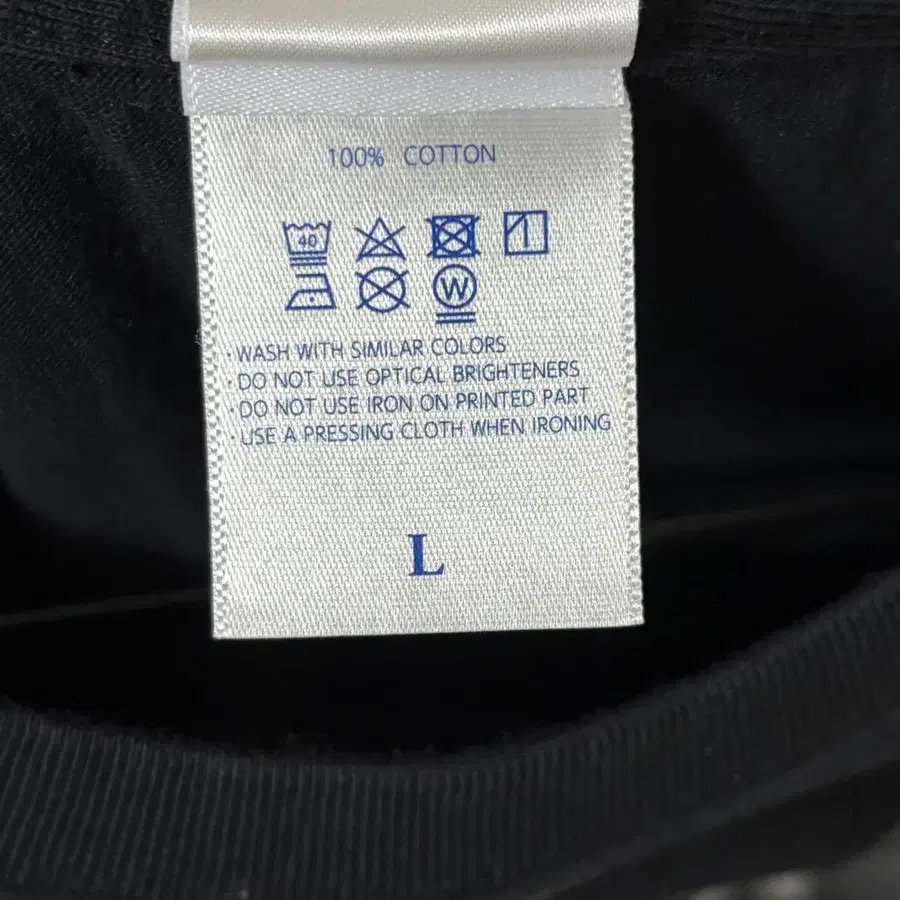 100% COTTON
40
W
· WASH WITH SIMILAR COLORS
· DO NOT USE OPTICAL BRIGHTENERS
· DO NOT USE IRON ON PRINTED PART
· USE A PRESSING CLOTH WHEN IRONING
L